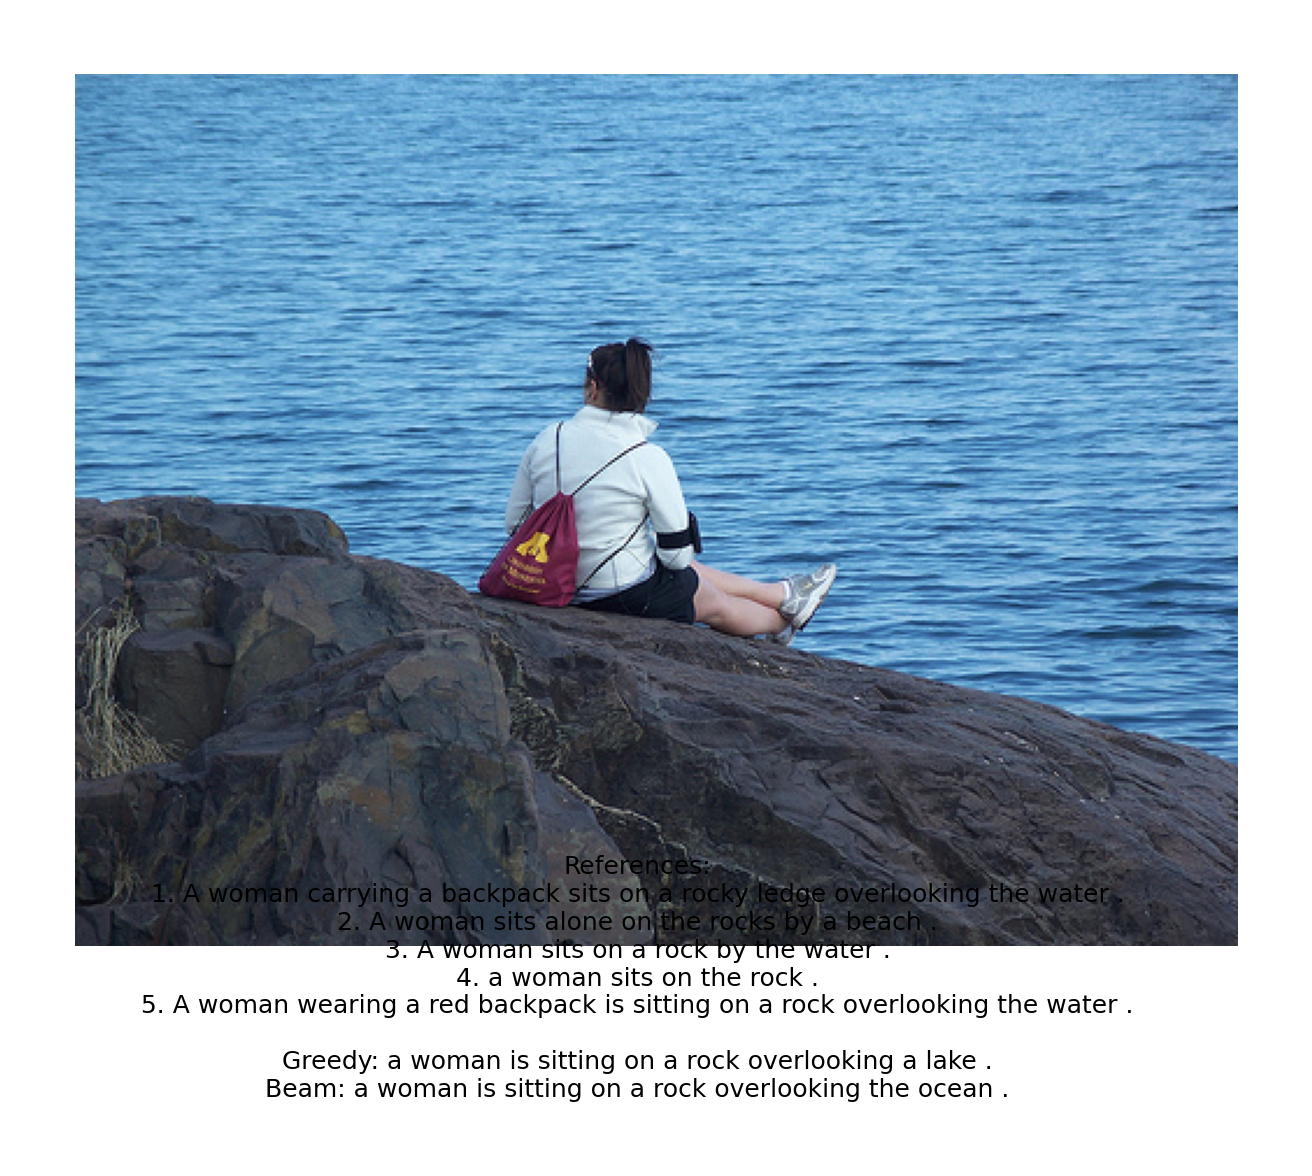 References:
1. A woman carrying a backpack sits on a rocky ledge overlooking the water .
2. A woman sits alone on the rocks by a beach .
3. A woman sits on a rock by the water .
4. a woman sits on the rock .
5. A woman wearing a red backpack is sitting on a rock overlooking the water .
Greedy: a woman is sitting on a rock overlooking a lake .
Beam: a woman is sitting on a rock overlooking the ocean .